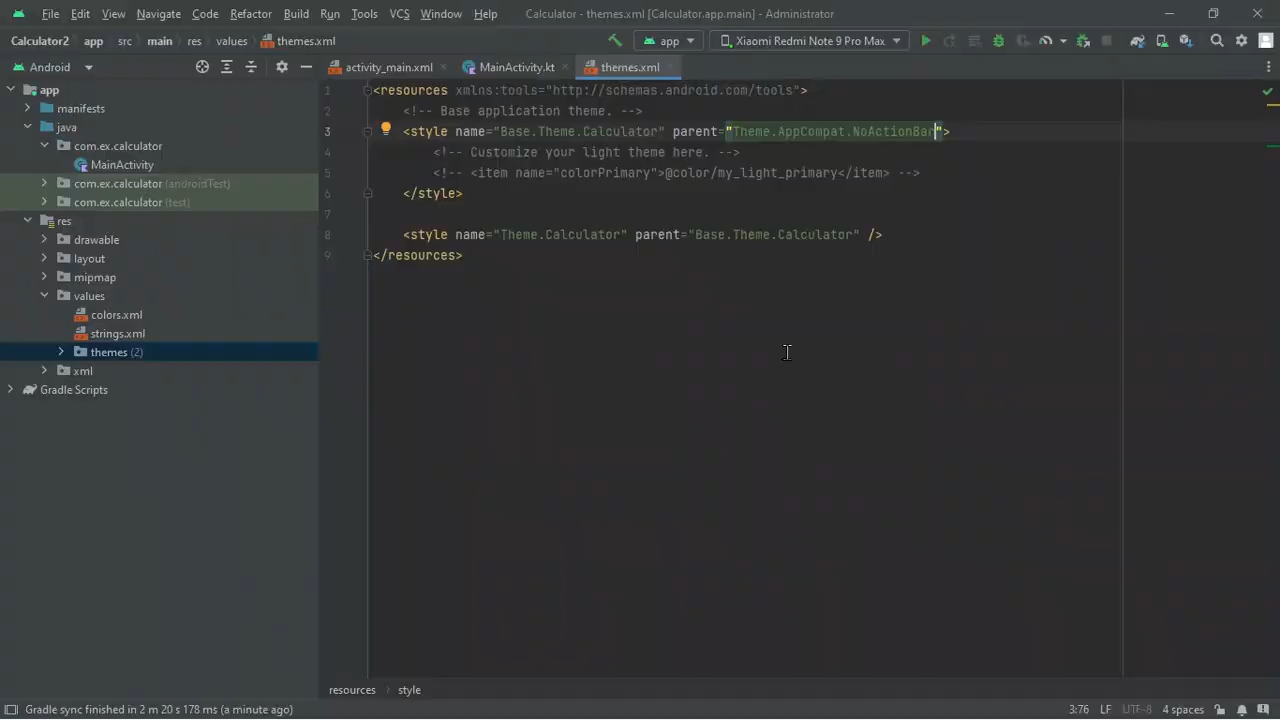 File Edit View Navigate Code Refactor Build Run Tools VCS Window Help Calculator - themes.xml [Calculator.app.main] - Administrator
Calculator2 app src main res values themes.xml app Xiaomi Redmi Note 9 Pro Max
Android activity_main.xml MainActivity.kt themes.xml
app
manifests
java
com.ex.calculator
MainActivity
com.ex.calculator (androidTest)
com.ex.calculator (test)
res
drawable
layout
mipmap
values
colors.xml
strings.xml
themes (2)
xml
Gradle Scripts
1 <resources xmlns:tools="http://schemas.android.com/tools">
2 <!-- Base application theme. -->
3 <style name="Base.Theme.Calculator" parent="Theme.AppCompat.NoActionBar">
4 <!-- Customize your light theme here. -->
5 <!-- <item name="colorPrimary">@color/my_light_primary</item> -->
6 </style>
7
8 <style name="Theme.Calculator" parent="Base.Theme.Calculator" />
9 </resources>
resources style
Gradle sync finished in 2 m 20 s 178 ms (a minute ago) 3:76 LF UTF-8 4 spaces